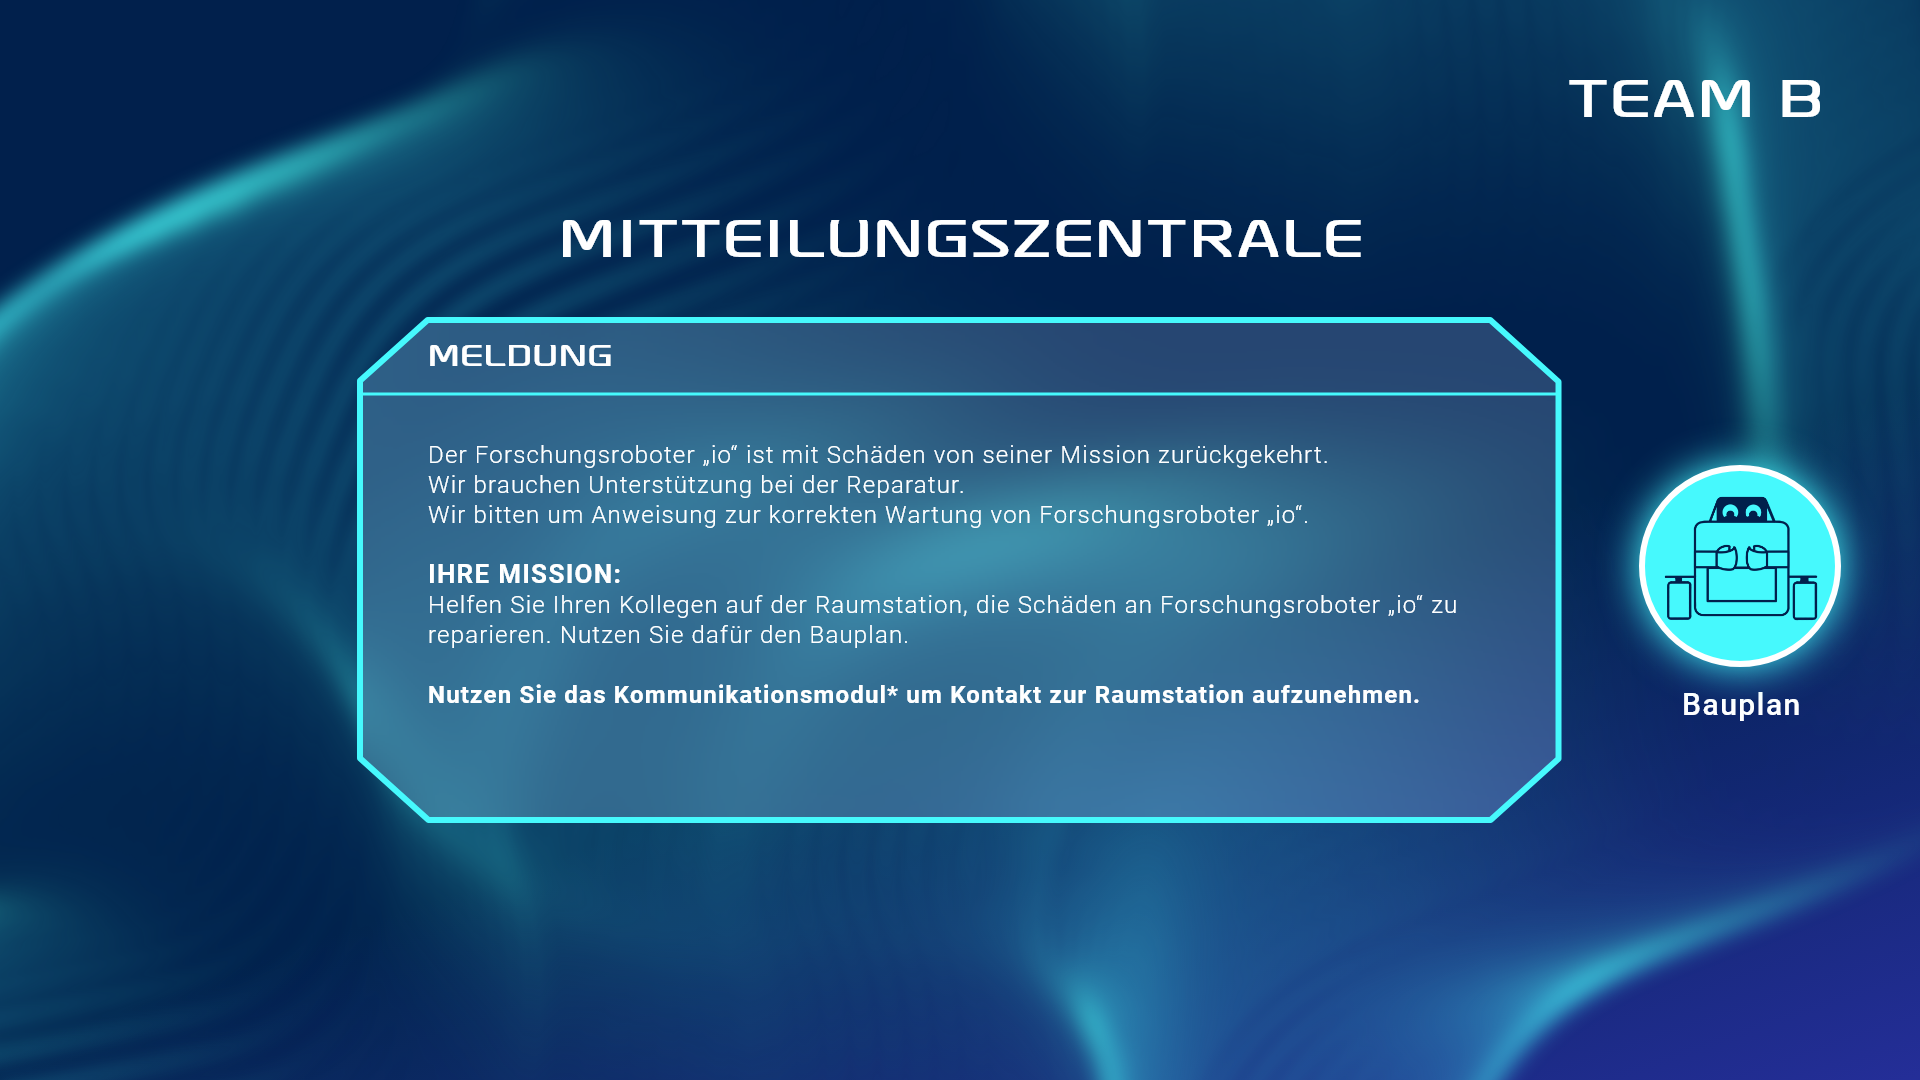 TEAM B
MITTEILUNGSZENTRALE
MELDUNG
Der Forschungsroboter „io“ ist mit Schäden von seiner Mission zurückgekehrt.
Wir brauchen Unterstützung bei der Reparatur.
Wir bitten um Anweisung zur korrekten Wartung von Forschungsroboter „io“.
IHRE MISSION:
Helfen Sie Ihren Kollegen auf der Raumstation, die Schäden an Forschungsroboter „io“ zu
reparieren. Nutzen Sie dafür den Bauplan.
Nutzen Sie das Kommunikationsmodul* um Kontakt zur Raumstation aufzunehmen.
Bauplan